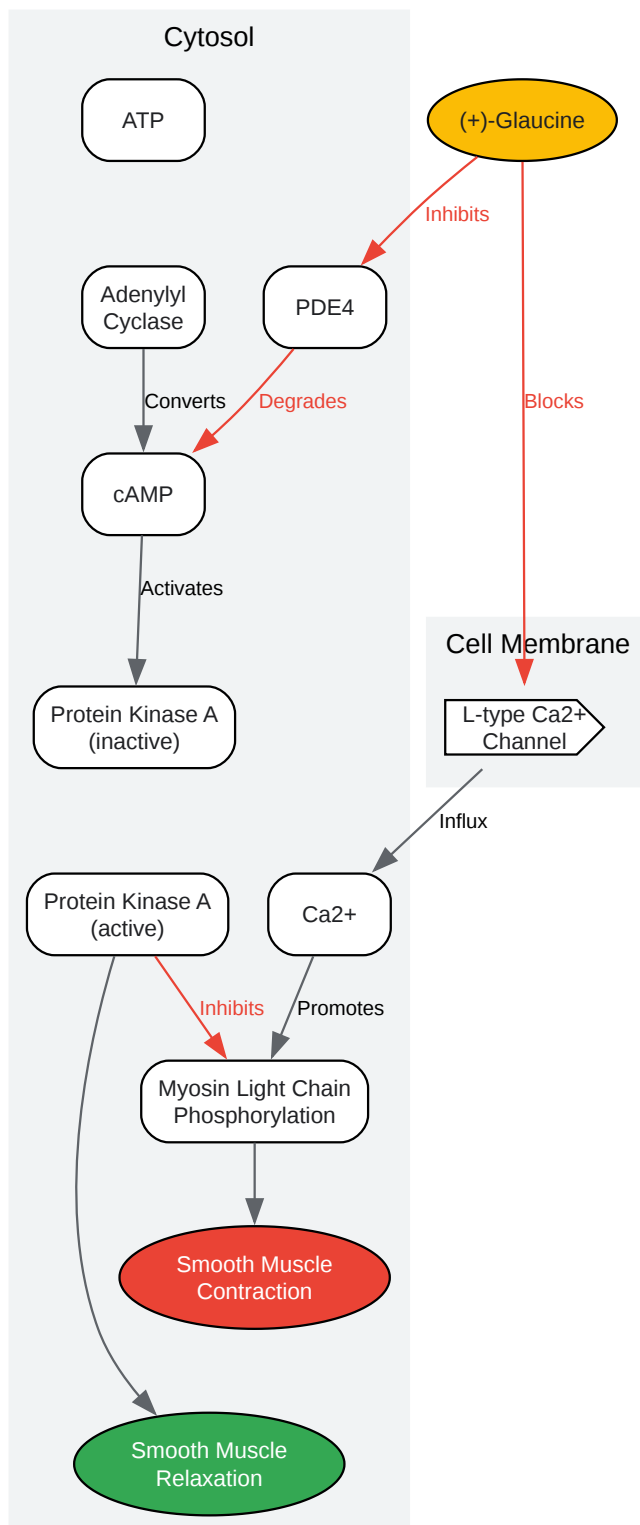 Cytosol
ATP
(+)-Glaucine
Inhibits
Adenylyl
Cyclase
PDE4
Converts
Degrades
Blocks
cAMP
Activates
Cell Membrane
Protein Kinase A
(inactive)
L-type Ca2+
Channel
Influx
Protein Kinase A
(active)
Ca2+
Inhibits
Promotes
Myosin Light Chain
Phosphorylation
Smooth Muscle
Contraction
Smooth Muscle
Relaxation